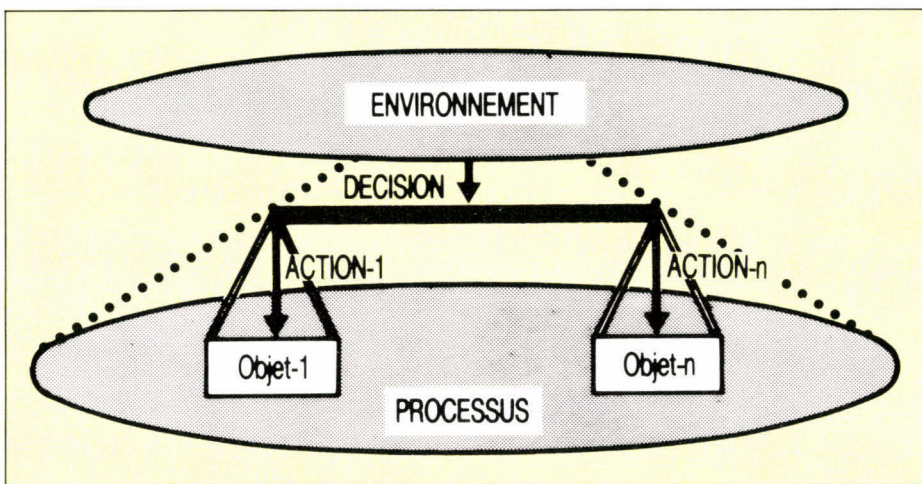 ENVIRONNEMENT
DECISION
ACTION-1
ACTION-n
Objet-1
Objet-n
PROCESSUS